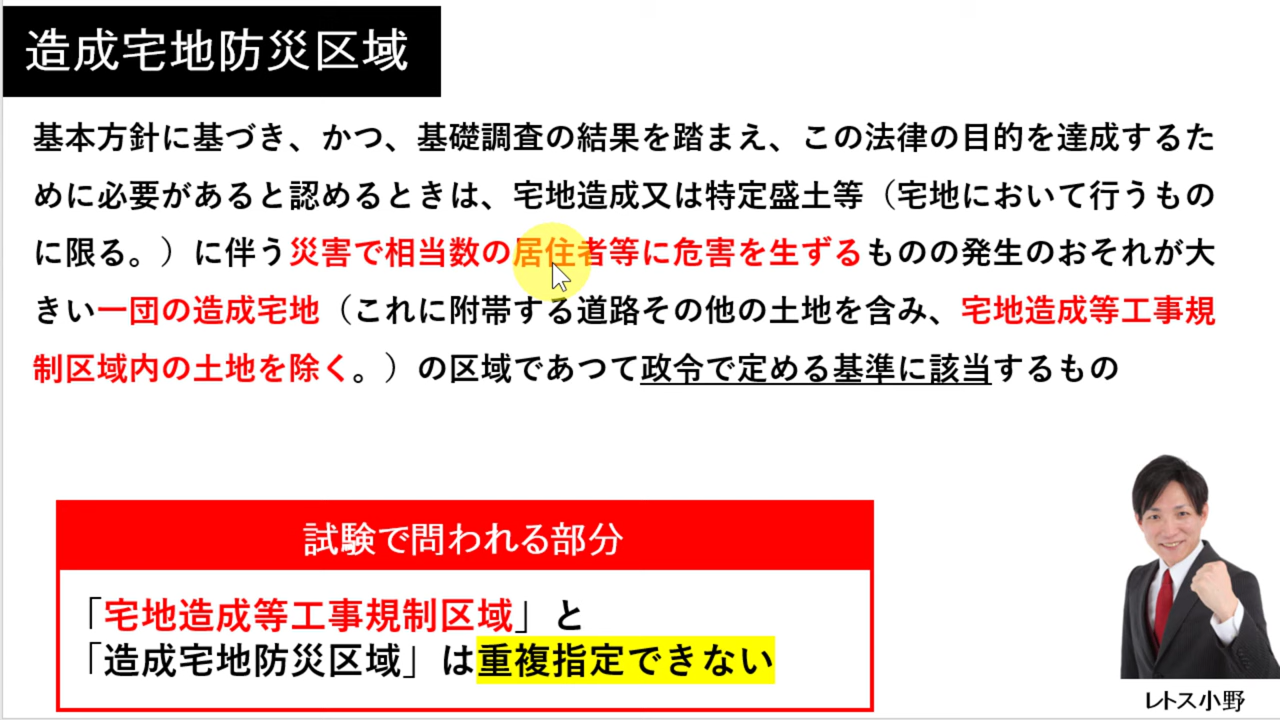 造成宅地防災区域
基本方針に基づき、かつ、基礎調査の結果を踏まえ、この法律の目的を達成するた
めに必要があると認めるときは、宅地造成又は特定盛土等（宅地において行うもの
に限る。）に伴う災害で相当数の居住者等に危害を生ずるものの発生のおそれが大
きい一団の造成宅地（これに附帯する道路その他の土地を含み、宅地造成等工事規
制区域内の土地を除く。）の区域であつて政令で定める基準に該当するもの
試験で問われる部分
「宅地造成等工事規制区域」と
「造成宅地防災区域」は重複指定できない
レトス小野